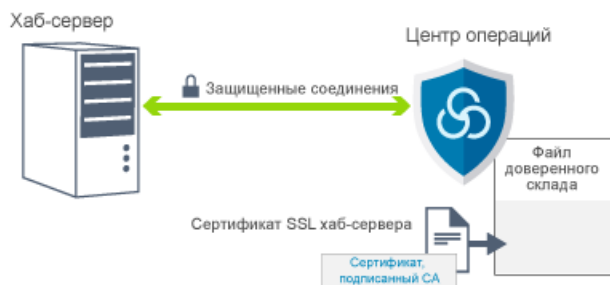 Хаб-сервер
Центр операций
Защищенные соединения
Файл
доверенного
склада
Сертификат SSL хаб-сервера
Сертификат,
подписанный CA